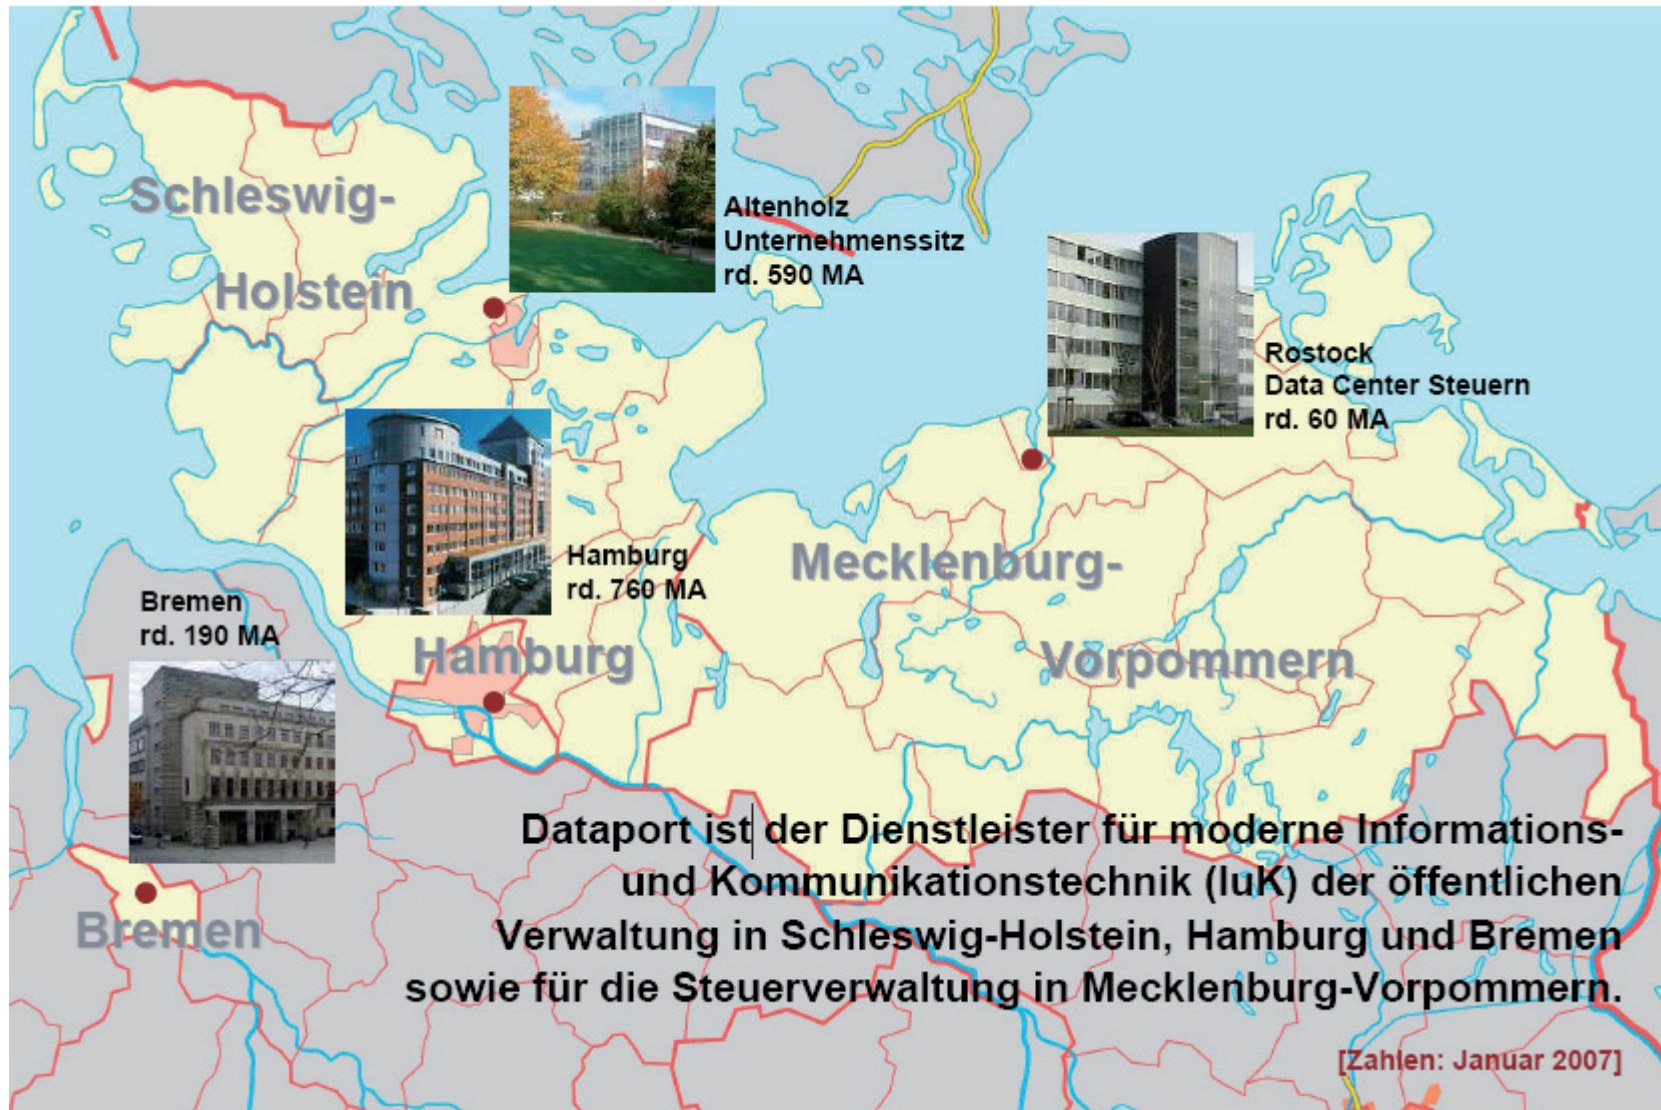 Schleswig-
Holstein
Altenholz
Unternehmenssitz
rd. 590 MA
Rostock
Data Center Steuern
rd. 60 MA
Hamburg
rd. 760 MA
Mecklenburg-
Vorpommern
Bremen
rd. 190 MA
Hamburg
Bremen
Dataport ist der Dienstleister für moderne Informations-
und Kommunikationstechnik (IuK) der öffentlichen
Verwaltung in Schleswig-Holstein, Hamburg und Bremen
sowie für die Steuerverwaltung in Mecklenburg-Vorpommern.
[Zahlen: Januar 2007]